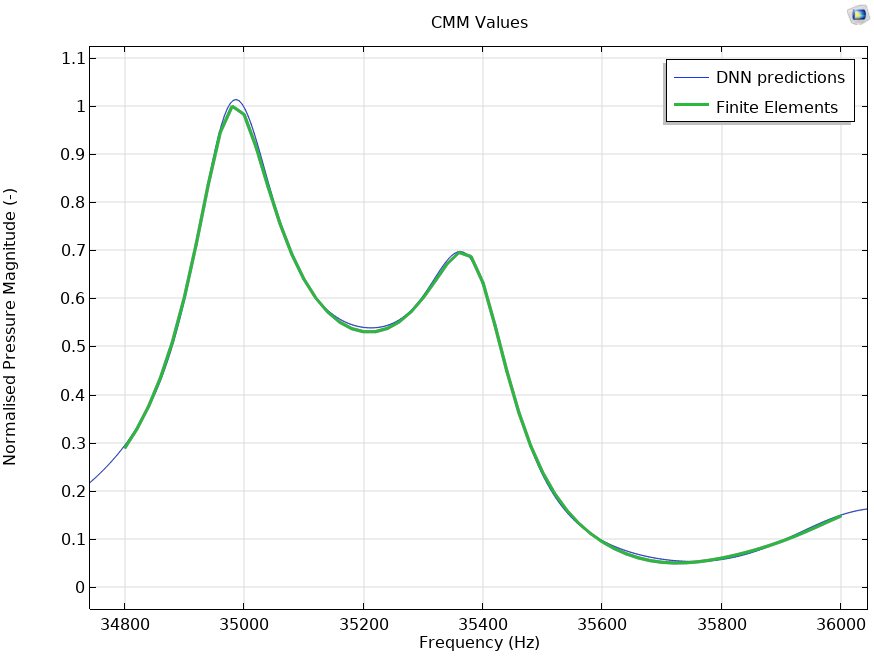 CMM Values
DNN predictions
Finite Elements
Normalised Pressure Magnitude (-)
1.1
1
0.9
0.8
0.7
0.6
0.5
0.4
0.3
0.2
0.1
0
34800 35000 35200 35400 35600 35800 36000
Frequency (Hz)